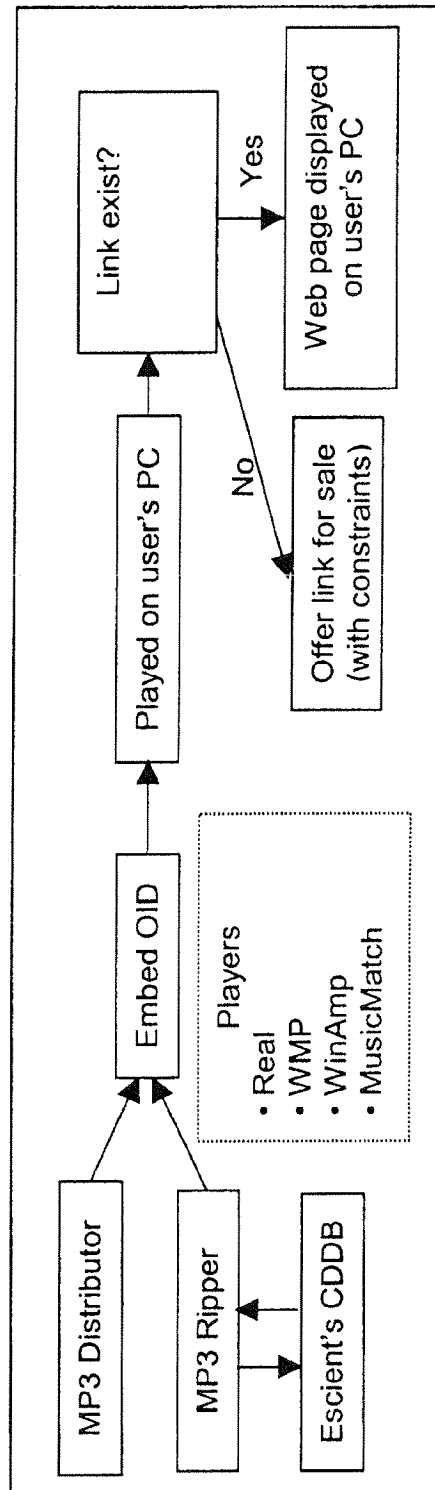 MP3 Distributor
MP3 Ripper
Escient's CDDB
Embed OID
Players
• Real
• WMP
• WinAmp
• MusicMatch
Played on user's PC
Link exist?
No
Yes
Offer link for sale
(with constraints)
Web page displayed
on user's PC